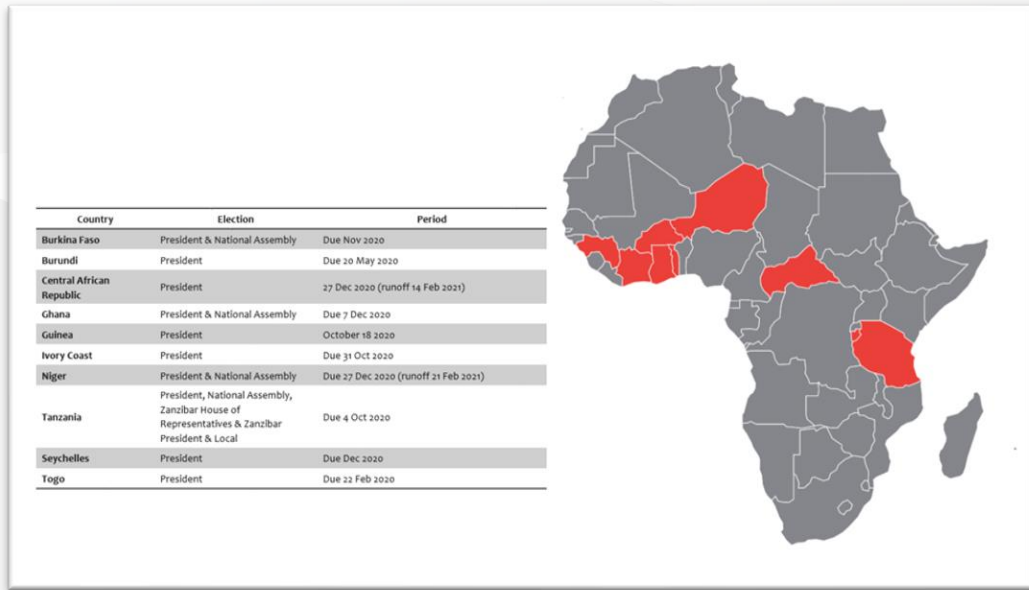 Country Election Period
Burkina Faso President & National Assembly Due Nov 2020
Burundi President Due 20 May 2020
Central African
Republic President 27 Dec 2020 (runoff 14 Feb 2021)
Ghana President & National Assembly Due 7 Dec 2020
Guinea President October 18 2020
Ivory Coast President Due 31 Oct 2020
Niger President & National Assembly Due 27 Dec 2020 (runoff 21 Feb 2021)
Tanzania President, National Assembly,
Zanzibar House of
Representatives & Zanzibar
President & Local Due 4 Oct 2020
Seychelles President Due Dec 2020
Togo President Due 22 Feb 2020